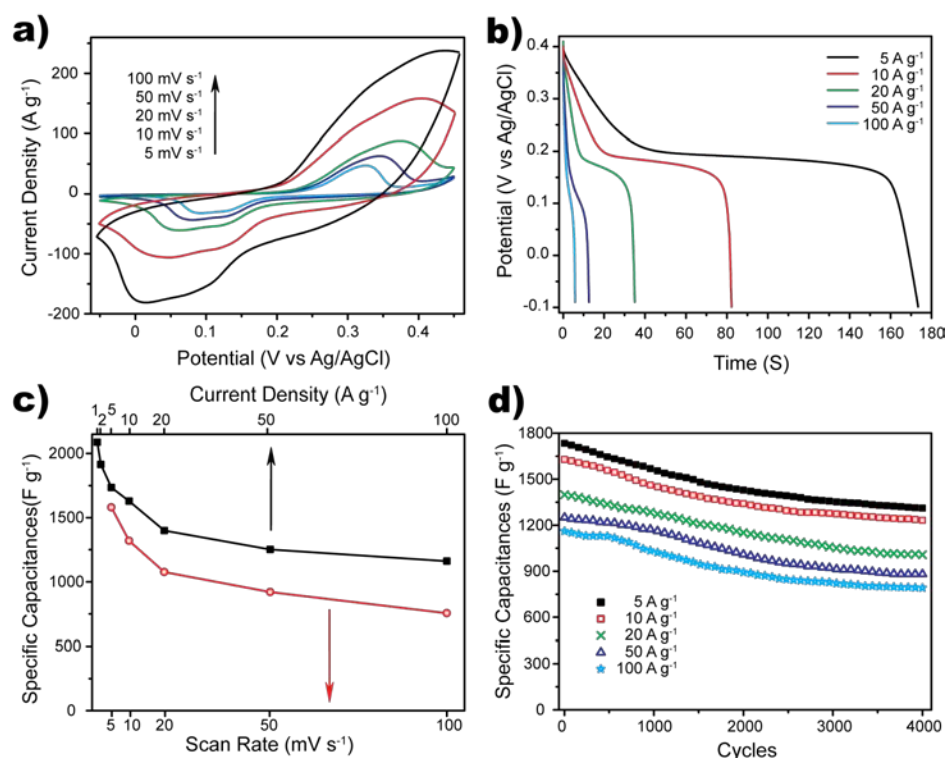 a)
200
100
0
-100
-200
Current Density (A g⁻¹)
100 mV s⁻¹
50 mV s⁻¹
20 mV s⁻¹
10 mV s⁻¹
5 mV s⁻¹
0 0.1 0.2 0.3 0.4
Potential (V vs Ag/AgCl)
b)
0.4
0.3
0.2
0.1
0.0
-0.1
Potential (V vs Ag/AgCl)
5 A g⁻¹
10 A g⁻¹
20 A g⁻¹
50 A g⁻¹
100 A g⁻¹
0 20 40 60 80 100 120 140 160 180
Time (S)
c)
Current Density (A g⁻¹)
1 2 5 10 20 50 100
2000
1500
1000
500
0
Specific Capacitances(F g⁻¹)
5 10 20 50 100
Scan Rate (mV s⁻¹)
d)
1800
1500
1200
900
600
300
0
Specific Capacitances (F g⁻¹)
5 A g⁻¹
10 A g⁻¹
20 A g⁻¹
50 A g⁻¹
100 A g⁻¹
0 1000 2000 3000 4000
Cycles